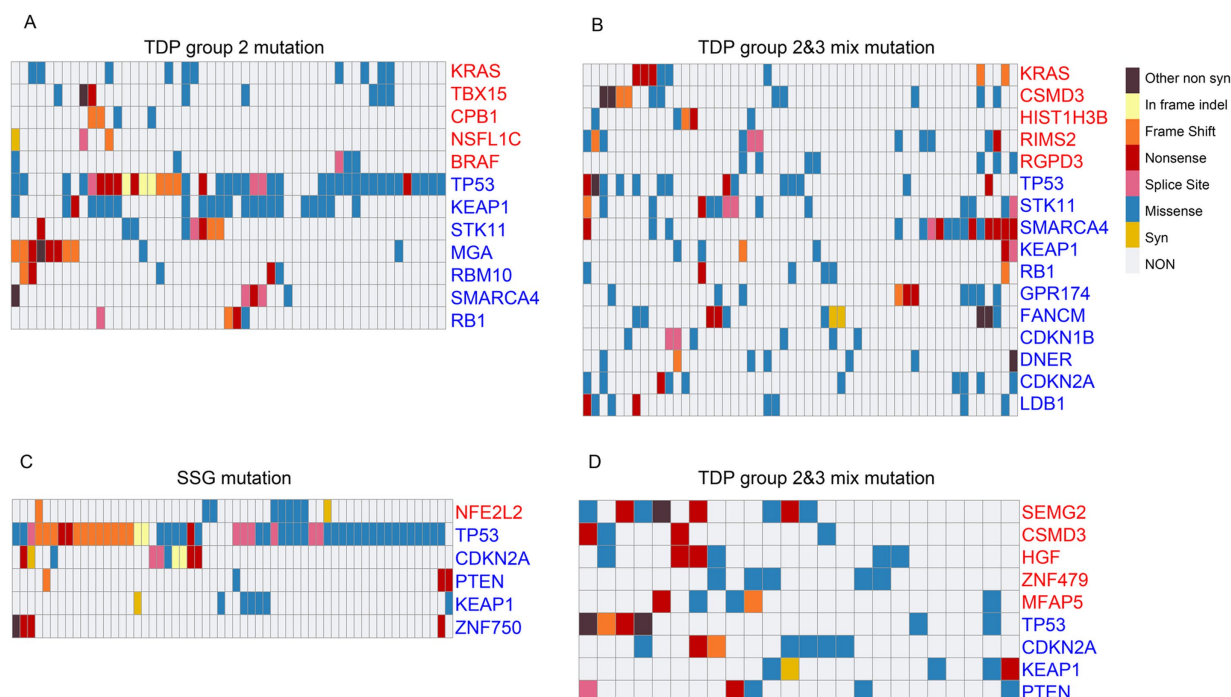 A
TDP group 2 mutation
KRAS
TBX15
CPB1
NSFL1C
BRAF
TP53
KEAP1
STK11
MGA
RBM10
SMARCA4
RB1
B
TDP group 2&3 mix mutation
KRAS
CSMD3
HIST1H3B
RIMS2
RGPD3
TP53
STK11
SMARCA4
KEAP1
RB1
GPR174
FANCM
CDKN1B
DNER
CDKN2A
LDB1
Other non syn
In frame indel
Frame Shift
Nonsense
Splice Site
Missense
Syn
NON
C
SSG mutation
NFE2L2
TP53
CDKN2A
PTEN
KEAP1
ZNF750
D
TDP group 2&3 mix mutation
SEMG2
CSMD3
HGF
ZNF479
MFAP5
TP53
CDKN2A
KEAP1
PTEN